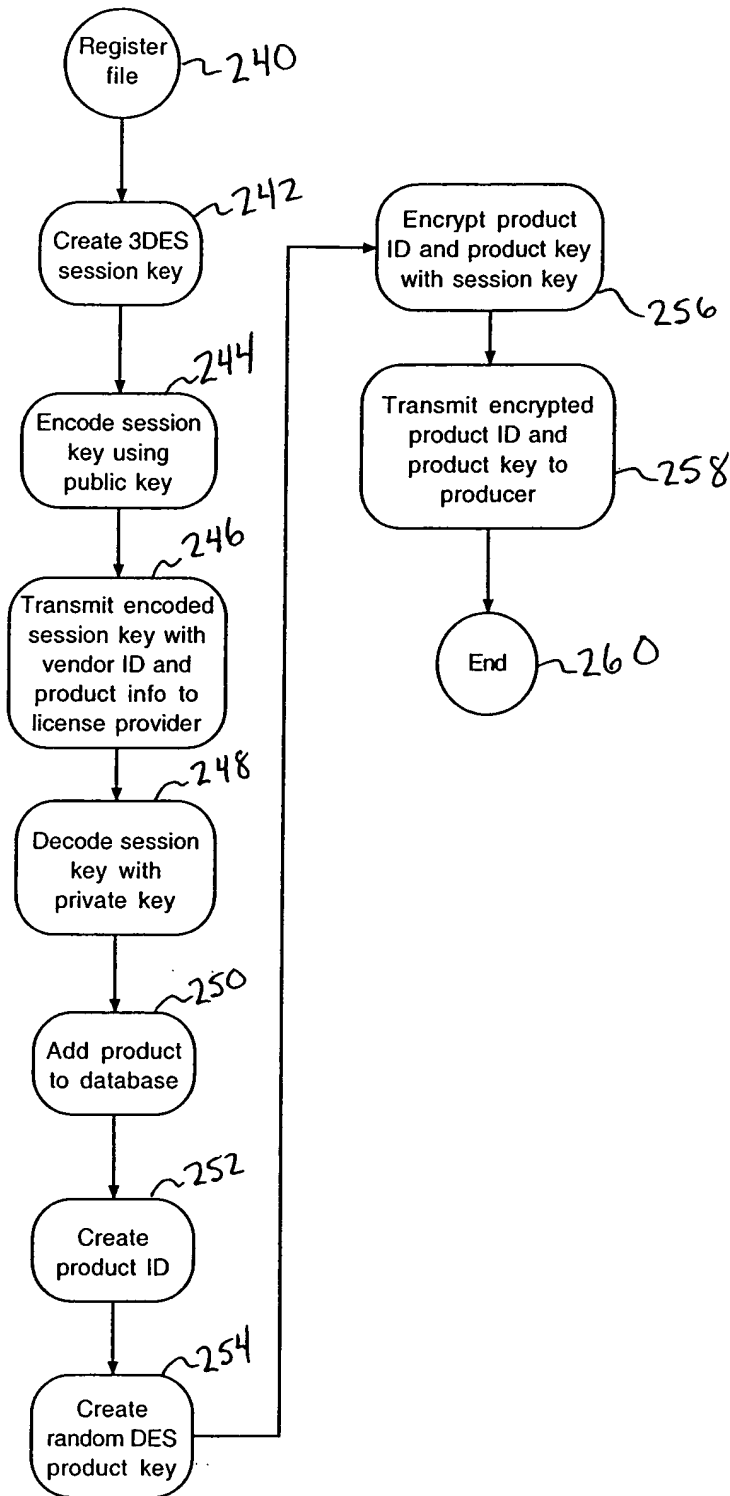 Register
file
240
242
Create 3DES
session key
244
Encode session
key using
public key
246
Transmit encoded
session key with
vendor ID and
product info to
license provider
248
Decode session
key with
private key
250
Add product
to database
252
Create
product ID
254
Create
random DES
product key
Encrypt product
ID and product key
with session key
256
Transmit encrypted
product ID and
product key to
producer
258
End
260